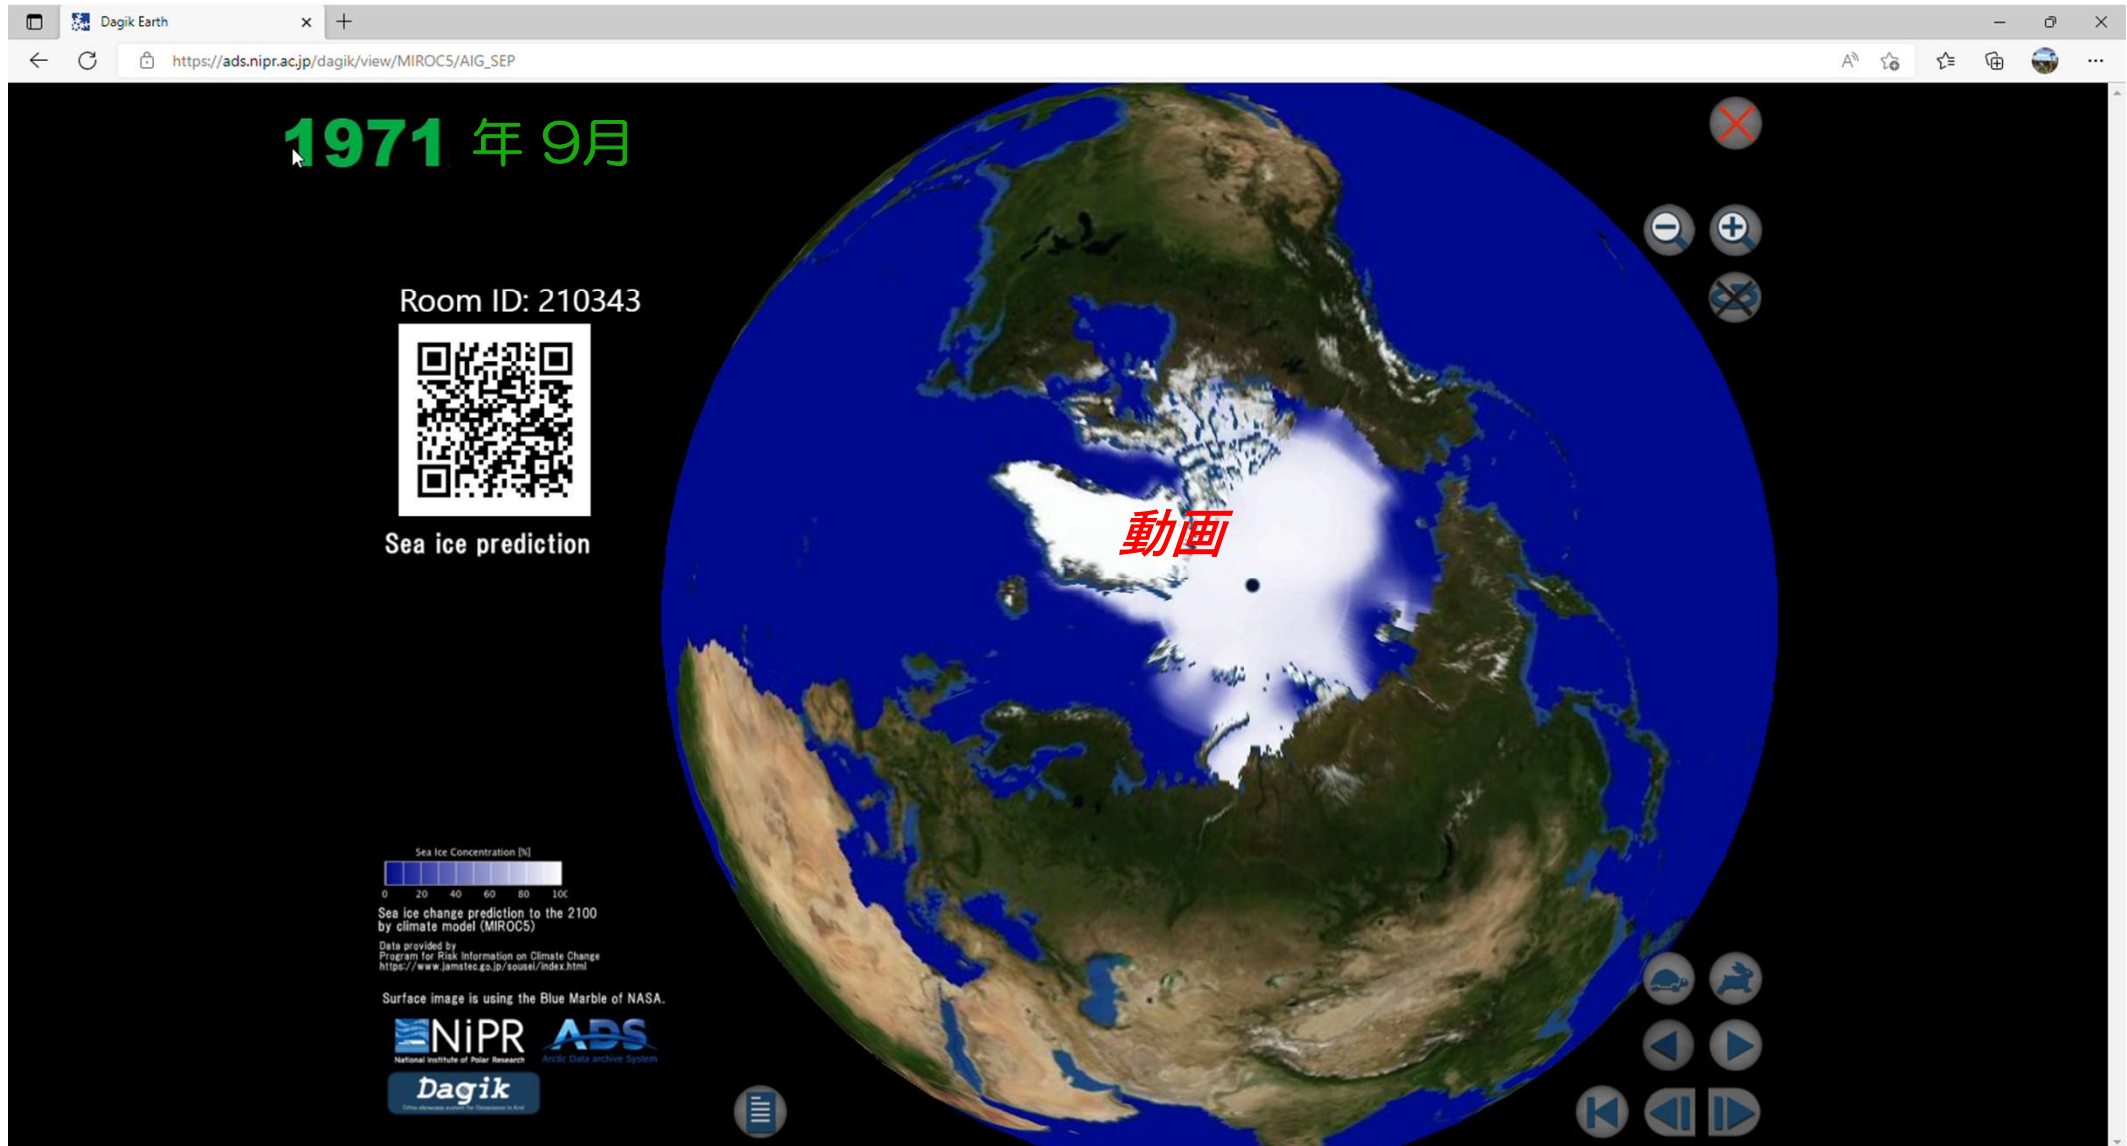 Dagik Earth
https://ads.nipr.ac.jp/dagik/view/MIROC5/AIG_SEP
1971 年 9月
Room ID: 210343
Sea ice prediction
動画
Sea Ice Concentration [%]
0 20 40 60 80 100
Sea ice change prediction to the 2100
by climate model (MIROC5)
Data provided by
Program for Risk Information on Climate Change
https://www.jamstec.go.jp/sousei/index.html
Surface image is using the Blue Marble of NASA.
NiPR
National Institute of Polar Research
ADS
Arctic Data archive System
Dagik